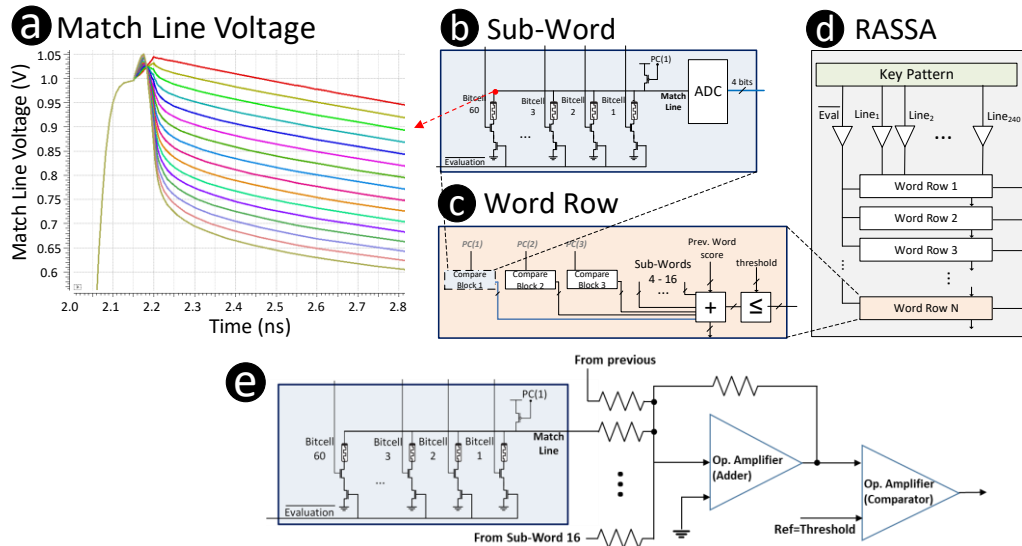 a Match Line Voltage
Match Line Voltage (V)
1.05
1.0
0.95
0.9
0.85
0.8
0.75
0.7
0.65
0.6
2.0 2.1 2.2 2.3 2.4 2.5 2.6 2.7 2.8
Time (ns)
b Sub-Word
PC(1)
Bitcell 60
Bitcell 3
Bitcell 2
Bitcell 1
...
Match Line
ADC
4 bits
Evaluation
c Word Row
PC(1) PC(2) PC(3)
Compare Block 1
Compare Block 2
Compare Block 3
Sub-Words 4 - 16
...
Prev. Word score
threshold
+
≤
d RASSA
Key Pattern
Eval Line1 Line2 ... Line240
Word Row 1
Word Row 2
Word Row 3
Word Row N
e
PC(1)
Bitcell 60
Bitcell 3
Bitcell 2
Bitcell 1
...
Match Line
Evaluation
From previous
From Sub-Word 16
Op. Amplifier (Adder)
Op. Amplifier (Comparator)
Ref=Threshold